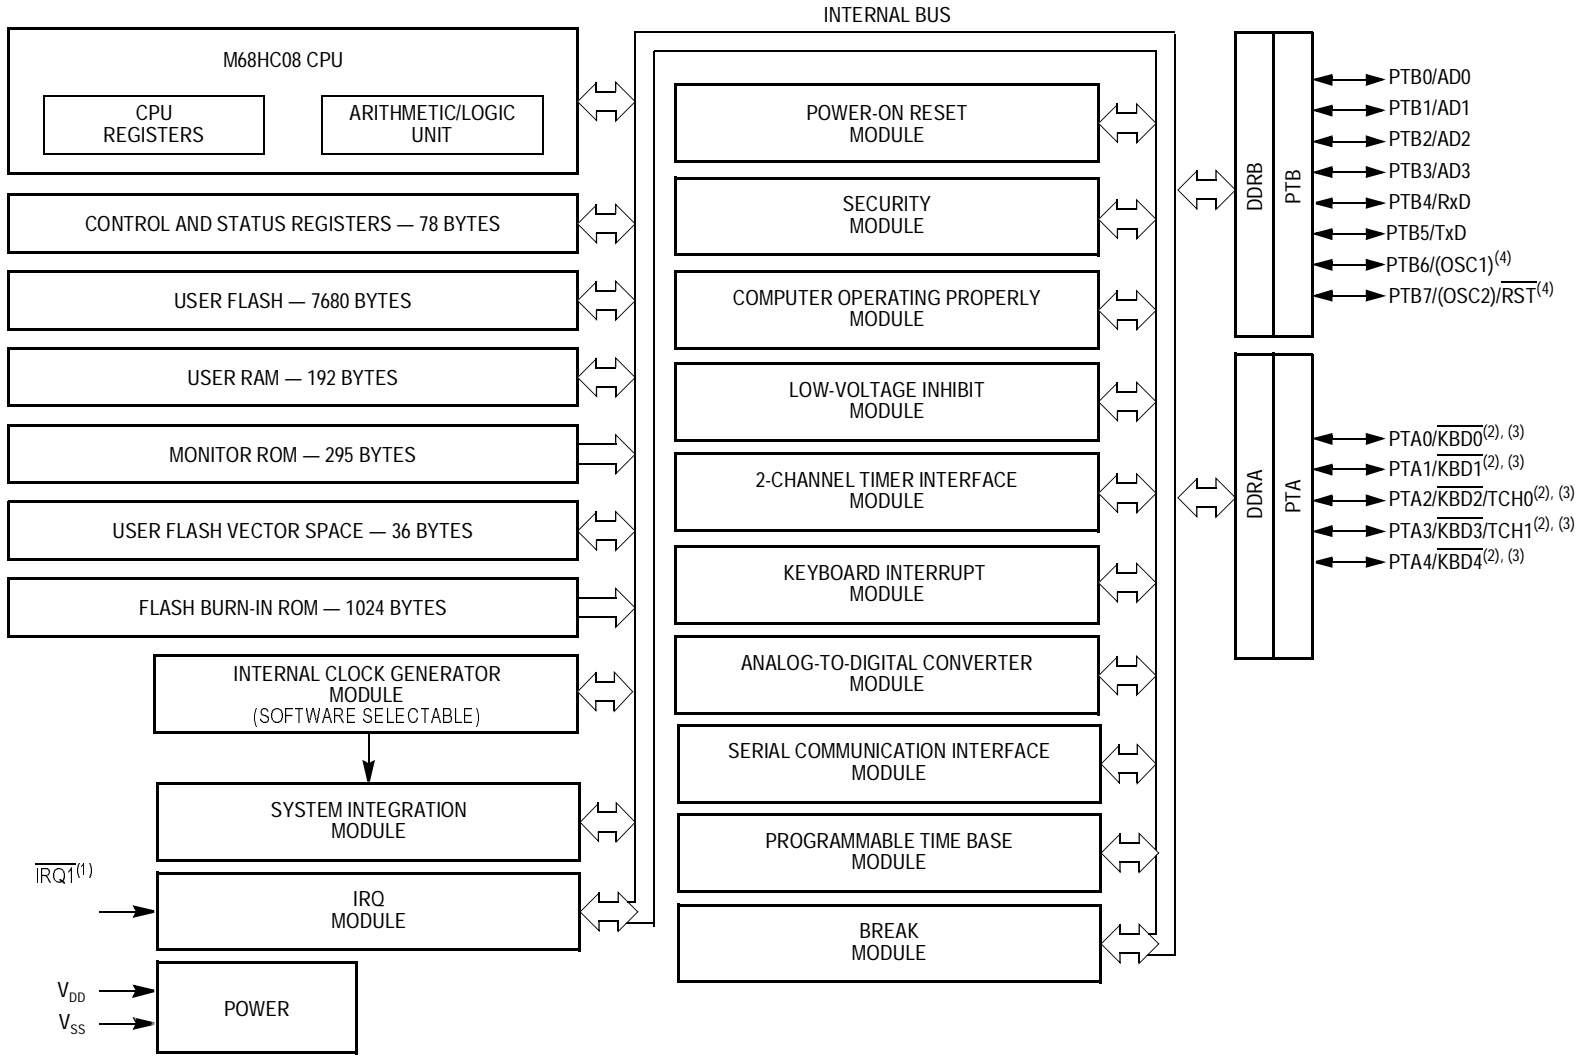 INTERNAL BUS
M68HC08 CPU
CPU
REGISTERS
ARITHMETIC/LOGIC
UNIT
CONTROL AND STATUS REGISTERS — 78 BYTES
USER FLASH — 7680 BYTES
USER RAM — 192 BYTES
MONITOR ROM — 295 BYTES
USER FLASH VECTOR SPACE — 36 BYTES
FLASH BURN-IN ROM — 1024 BYTES
INTERNAL CLOCK GENERATOR
MODULE
(SOFTWARE SELECTABLE)
SYSTEM INTEGRATION
MODULE
IRQ1(1)
IRQ
MODULE
VDD
VSS
POWER
POWER-ON RESET
MODULE
SECURITY
MODULE
COMPUTER OPERATING PROPERLY
MODULE
LOW-VOLTAGE INHIBIT
MODULE
2-CHANNEL TIMER INTERFACE
MODULE
KEYBOARD INTERRUPT
MODULE
ANALOG-TO-DIGITAL CONVERTER
MODULE
SERIAL COMMUNICATION INTERFACE
MODULE
PROGRAMMABLE TIME BASE
MODULE
BREAK
MODULE
DDRB
PTB
PTB0/AD0
PTB1/AD1
PTB2/AD2
PTB3/AD3
PTB4/RxD
PTB5/TxD
PTB6/(OSC1)(4)
PTB7/(OSC2)/RST(4)
DDRA
PTA
PTA0/KBD0(2), (3)
PTA1/KBD1(2), (3)
PTA2/KBD2/TCH0(2), (3)
PTA3/KBD3/TCH1(2), (3)
PTA4/KBD4(2), (3)